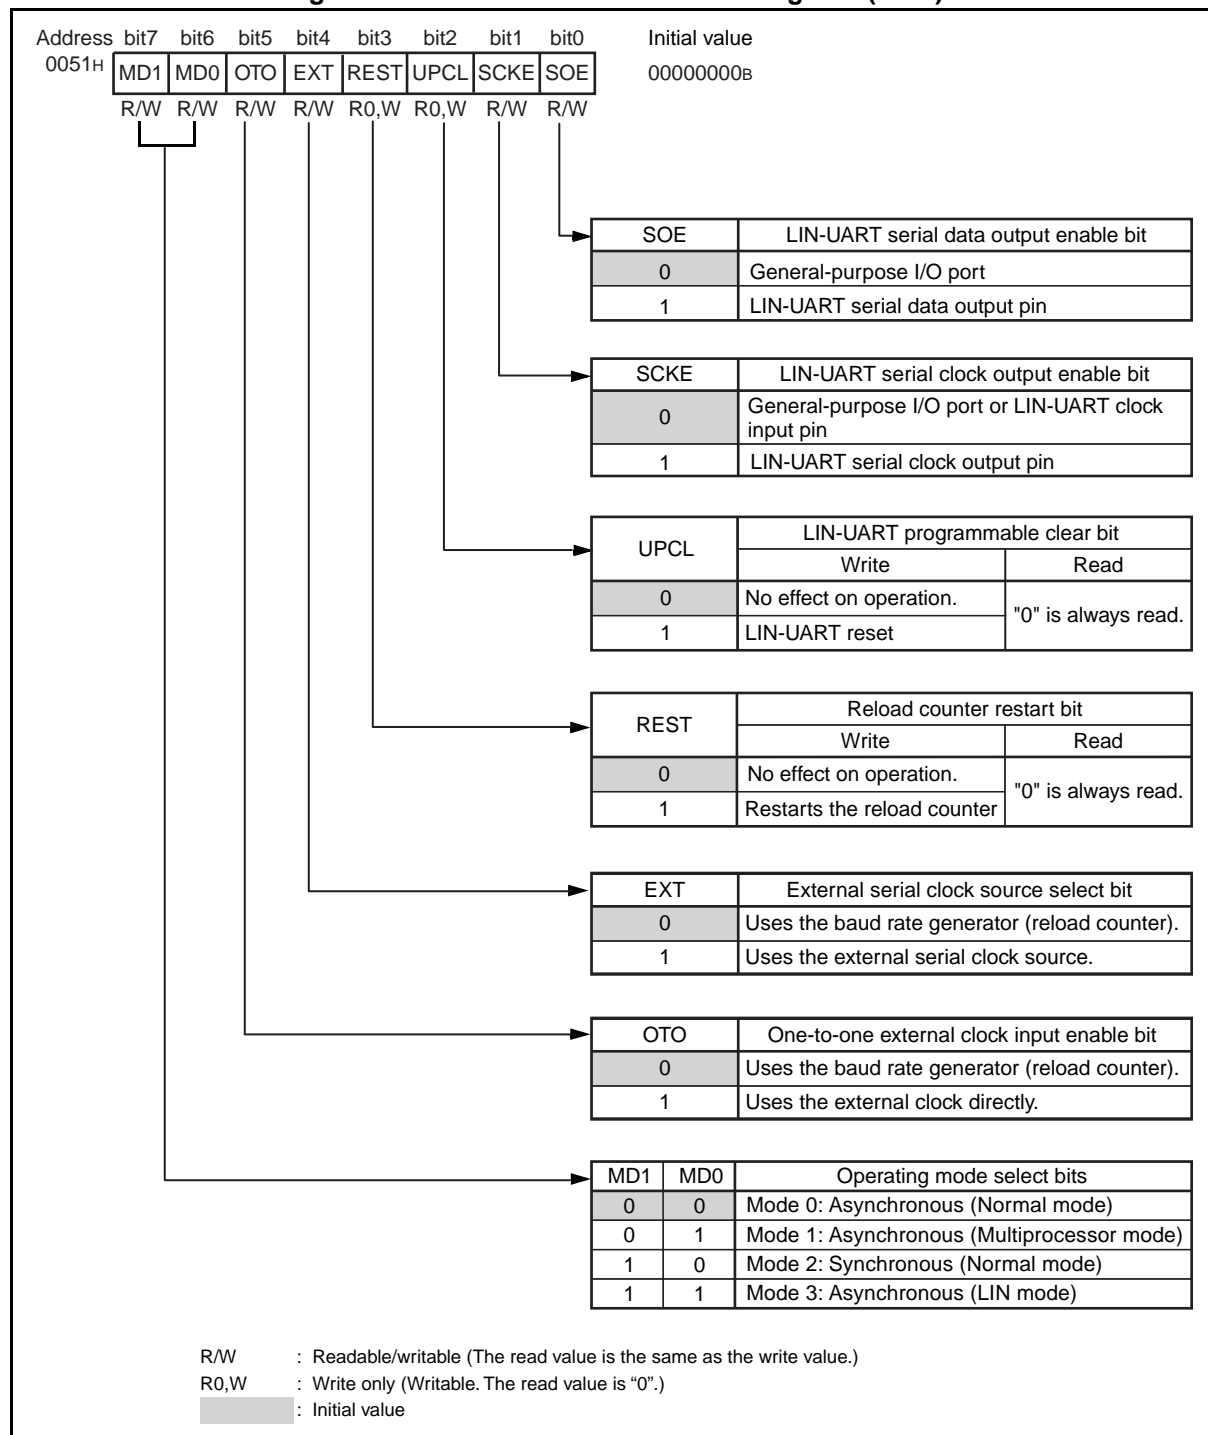 Address bit7 bit6 bit5 bit4 bit3 bit2 bit1 bit0 Initial value
0051H MD1 MD0 OTO EXT REST UPCL SCKE SOE 00000000B
R/W R/W R/W R/W R0,W R0,W R/W R/W
SOE LIN-UART serial data output enable bit
0 General-purpose I/O port
1 LIN-UART serial data output pin
SCKE LIN-UART serial clock output enable bit
0 General-purpose I/O port or LIN-UART clock
input pin
1 LIN-UART serial clock output pin
UPCL LIN-UART programmable clear bit
Write Read
0 No effect on operation. "0" is always read.
1 LIN-UART reset
REST Reload counter restart bit
Write Read
0 No effect on operation. "0" is always read.
1 Restarts the reload counter
EXT External serial clock source select bit
0 Uses the baud rate generator (reload counter).
1 Uses the external serial clock source.
OTO One-to-one external clock input enable bit
0 Uses the baud rate generator (reload counter).
1 Uses the external clock directly.
MD1 MD0 Operating mode select bits
0 0 Mode 0: Asynchronous (Normal mode)
0 1 Mode 1: Asynchronous (Multiprocessor mode)
1 0 Mode 2: Synchronous (Normal mode)
1 1 Mode 3: Asynchronous (LIN mode)
R/W : Readable/writable (The read value is the same as the write value.)
R0,W : Write only (Writable. The read value is “0”.)
: Initial value